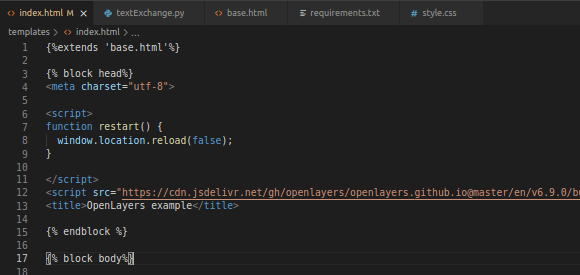 index.html M × textExchange.py base.html requirements.txt # style.css
templates > index.html > ...
1 {%extends 'base.html'%}
2
3 {% block head%}
4 <meta charset="utf-8">
5
6 <script>
7 function restart() {
8 window.location.reload(false);
9 }
10
11 </script>
12 <script src="https://cdn.jsdelivr.net/gh/openlayers/openlayers.github.io@master/en/v6.9.0/bu
13 <title>OpenLayers example</title>
14
15 {% endblock %}
16
17 {% block body%}
18